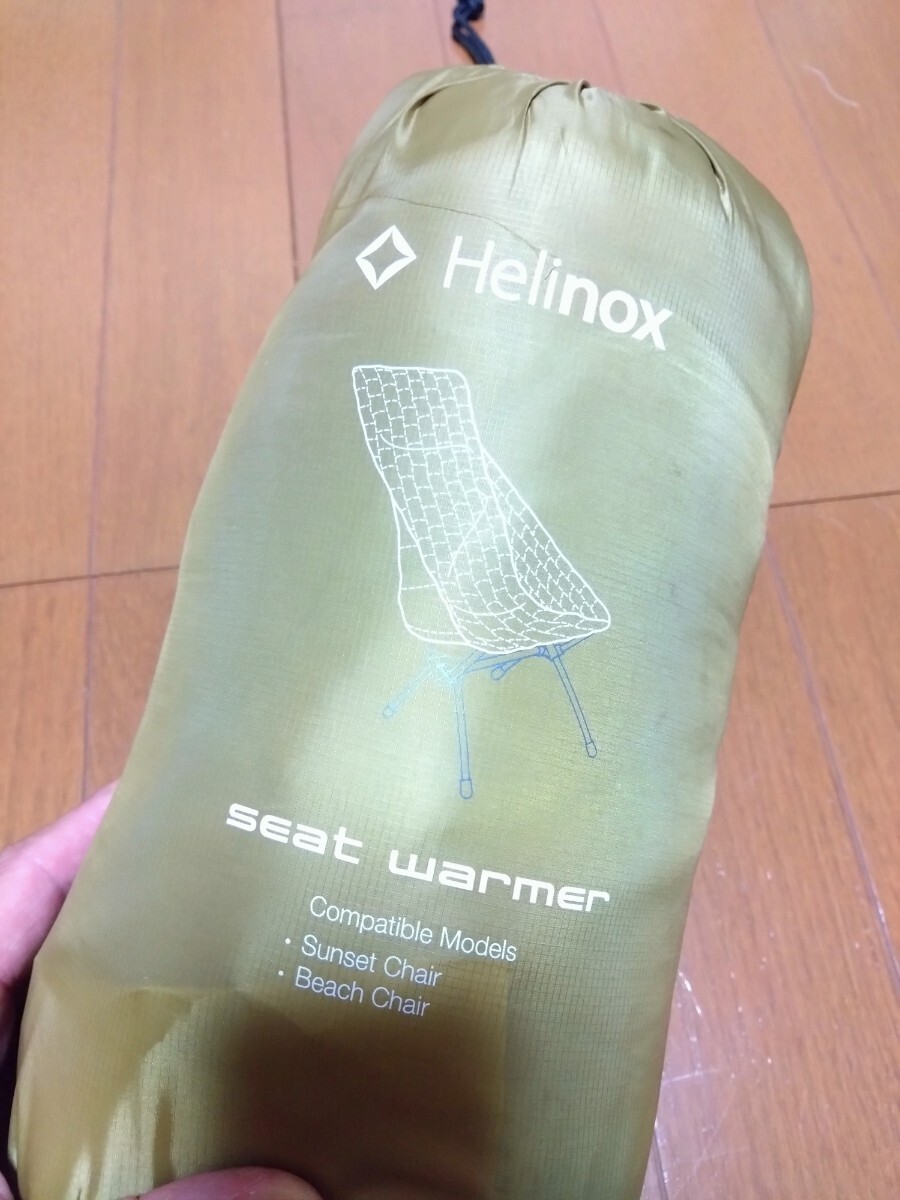 Helinox
seat warmer
Compatible Models
· Sunset Chair
· Beach Chair